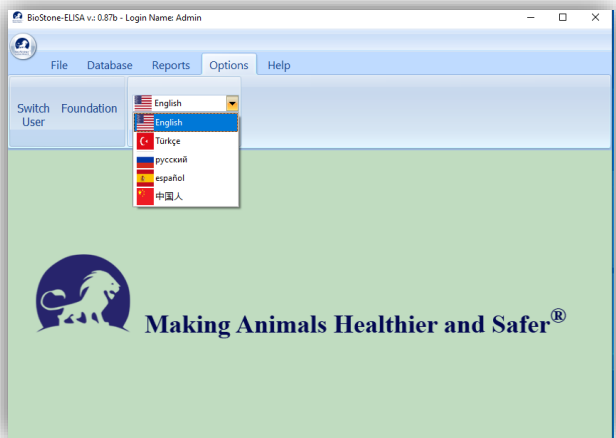 BioStone-ELISA v.: 0.87b - Login Name: Admin
File Database Reports Options Help
Switch User
Foundation
English
English
Türkçe
русский
español
中国人
Making Animals Healthier and Safer®